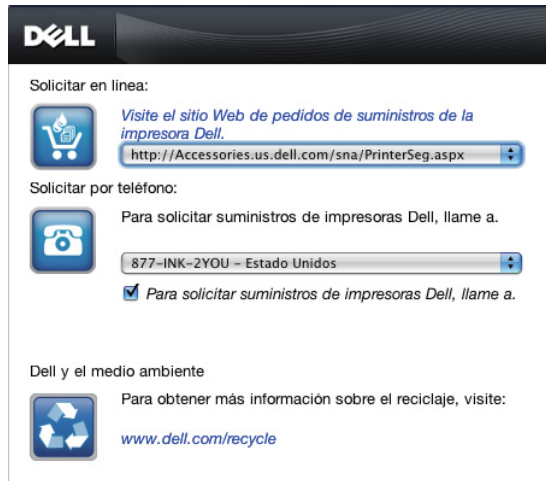 DELL
Solicitar en línea:
Visite el sitio Web de pedidos de suministros de la
impresora Dell.
http://Accessories.us.dell.com/sna/PrinterSeg.aspx
Solicitar por teléfono:
Para solicitar suministros de impresoras Dell, llame a.
877-INK-2YOU - Estado Unidos
Para solicitar suministros de impresoras Dell, llame a.
Dell y el medio ambiente
Para obtener más información sobre el reciclaje, visite:
www.dell.com/recycle